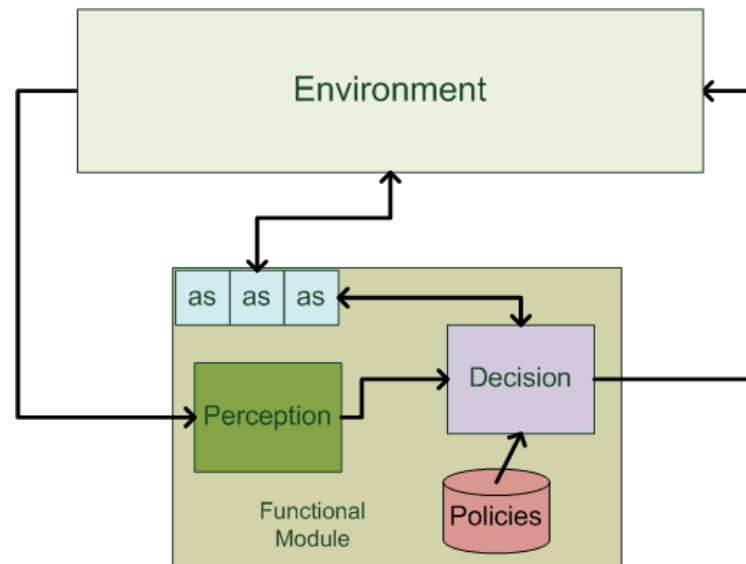 Environment
as as as
Decision
Perception
Policies
Functional
Module